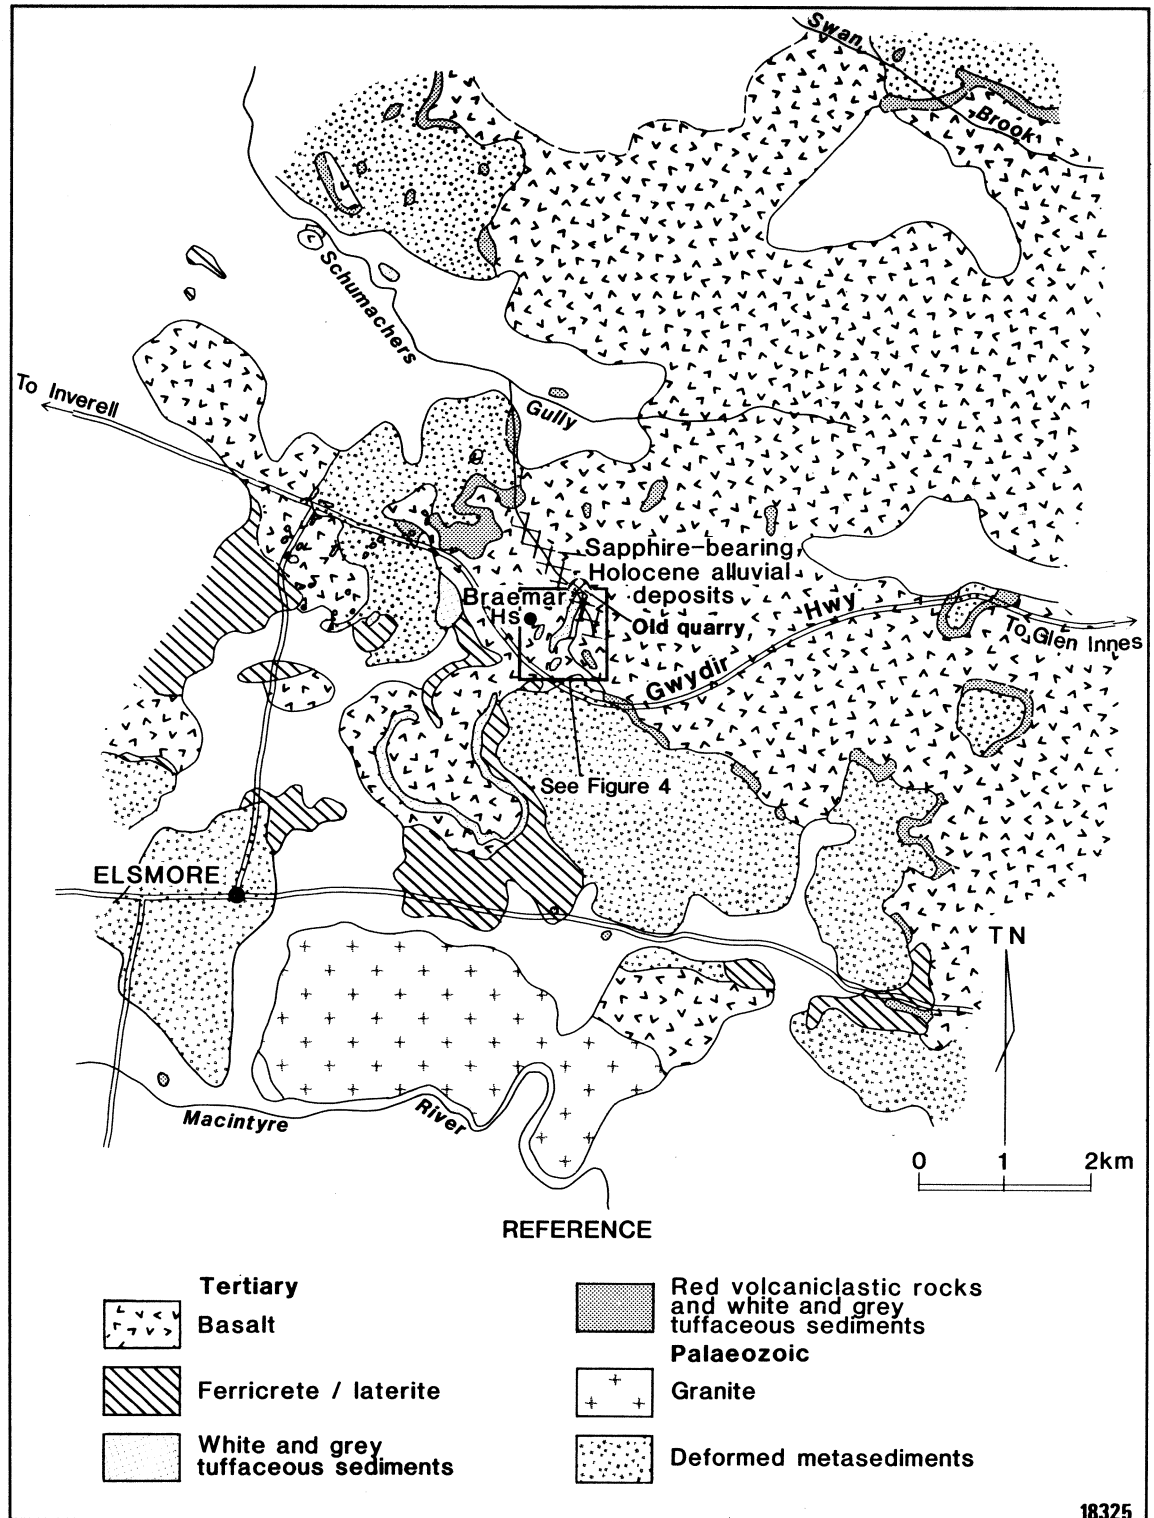 Swan
Brook
Schumachers
To Inverell
Gully
Sapphire-bearing
Holocene alluvial
deposits
Braemar
Hs
Old quarry
Gwydir Hwy
To Glen Innes
See Figure 4
ELSMORE
TN
Macintyre River
0 1 2km
REFERENCE
Tertiary
Basalt
Ferricrete / laterite
White and grey
tuffaceous sediments
Red volcaniclastic rocks
and white and grey
tuffaceous sediments
Palaeozoic
Granite
Deformed metasediments
18325